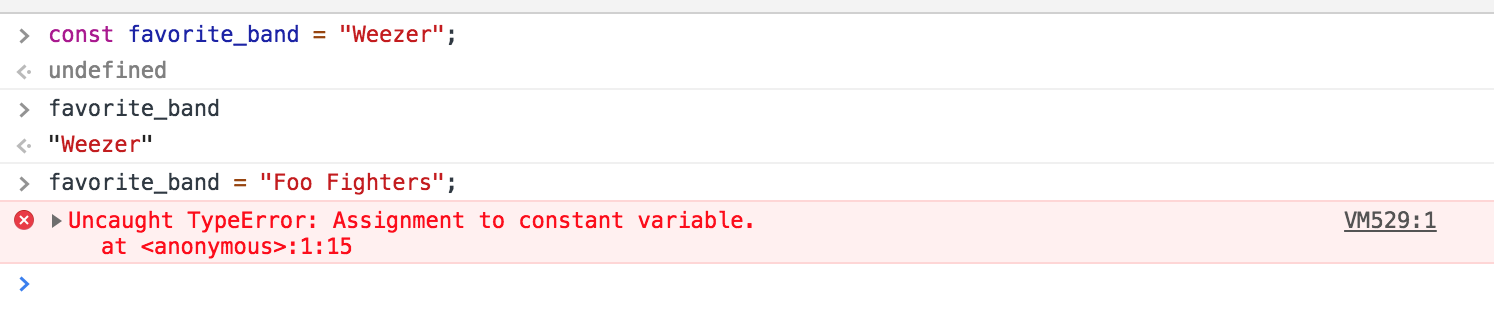 const favorite_band = "Weezer";
undefined
favorite_band
"Weezer"
favorite_band = "Foo Fighters";
Uncaught TypeError: Assignment to constant variable. VM529:1
at <anonymous>:1:15